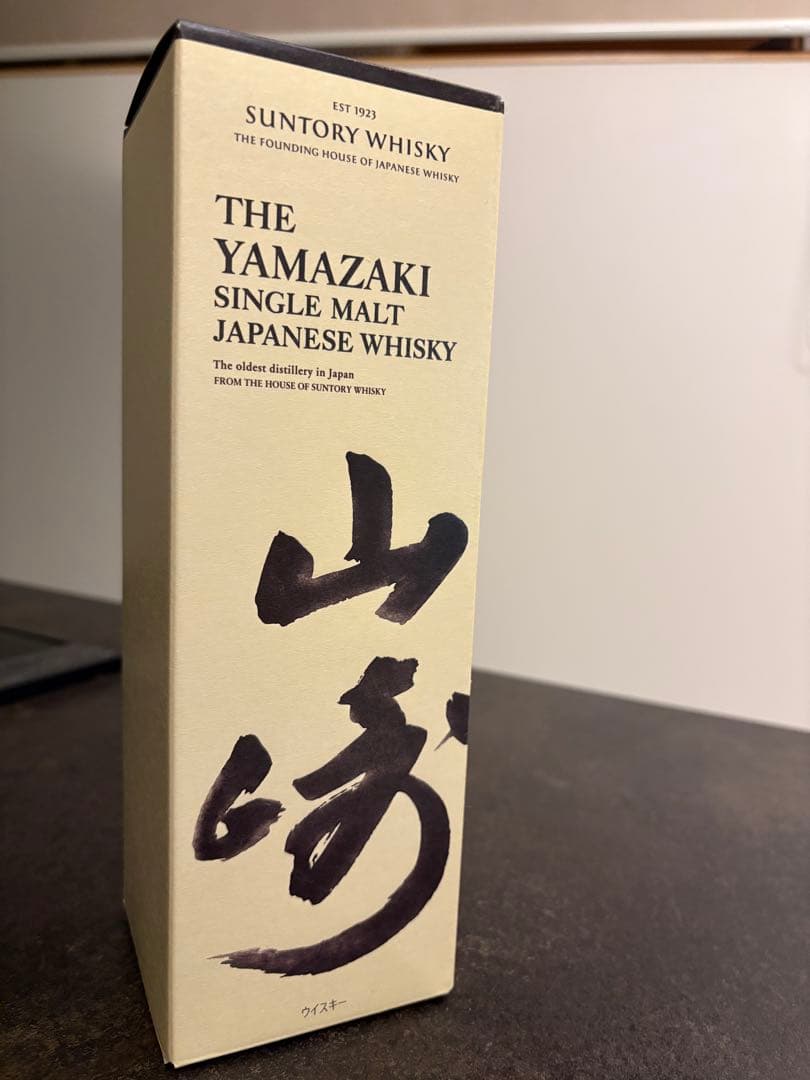 EST 1923
SUNTORY WHISKY
THE FOUNDING HOUSE OF JAPANESE WHISKY
THE
YAMAZAKI
SINGLE MALT
JAPANESE WHISKY
The oldest distillery in Japan
FROM THE HOUSE OF SUNTORY WHISKY
山
崎
ウイスキー